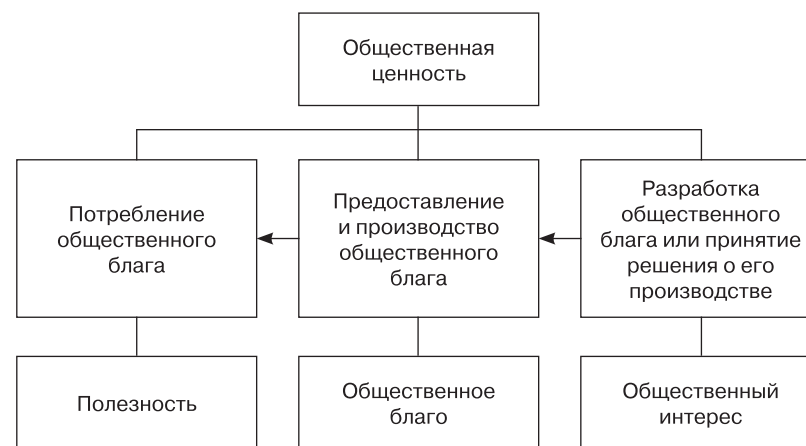 Общественная
ценность
Потребление
общественного
блага
Предоставление
и производство
общественного
блага
Разработка
общественного
блага или принятие
решения о его
производстве
Полезность
Общественное
благо
Общественный
интерес